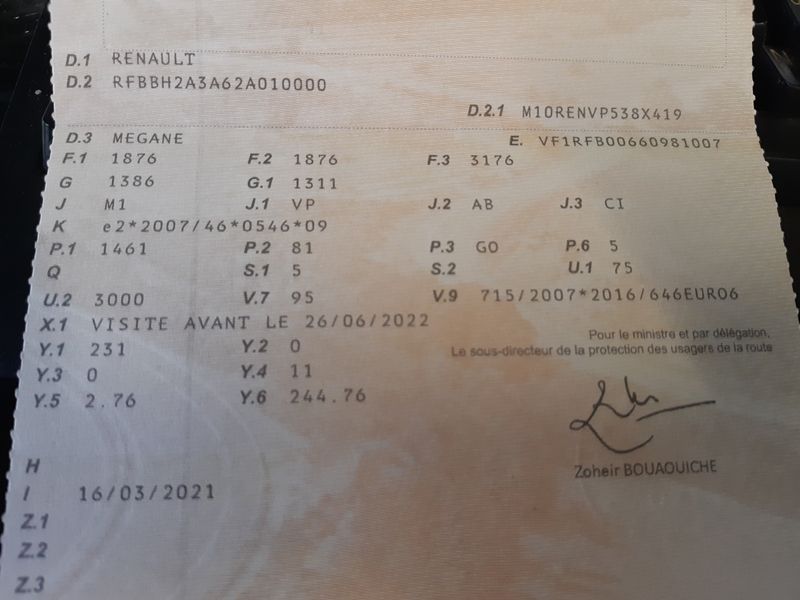 D.1 RENAULT
D.2 RFBBH2A3A62A010000
D.2.1 M10RENVP538X419
D.3 MEGANE E. VF1RFB00660981007
F.1 1876 F.2 1876 F.3 3176
G 1386 G.1 1311
J M1 J.1 VP J.2 AB J.3 CI
K e2*2007/46*0546*09
P.1 1461 P.2 81 P.3 GO P.6 5
Q S.1 5 S.2 U.1 75
U.2 3000 V.7 95 V.9 715/2007*2016/646EURO6
X.1 VISITE AVANT LE 26/06/2022
Pour le ministre et par délégation,
Y.1 231 Y.2 0 Le sous-directeur de la protection des usagers de la route
Y.3 0 Y.4 11
Y.5 2.76 Y.6 244.76
Zoheir BOUAOUICHE
H
I 16/03/2021
Z.1
Z.2
Z.3